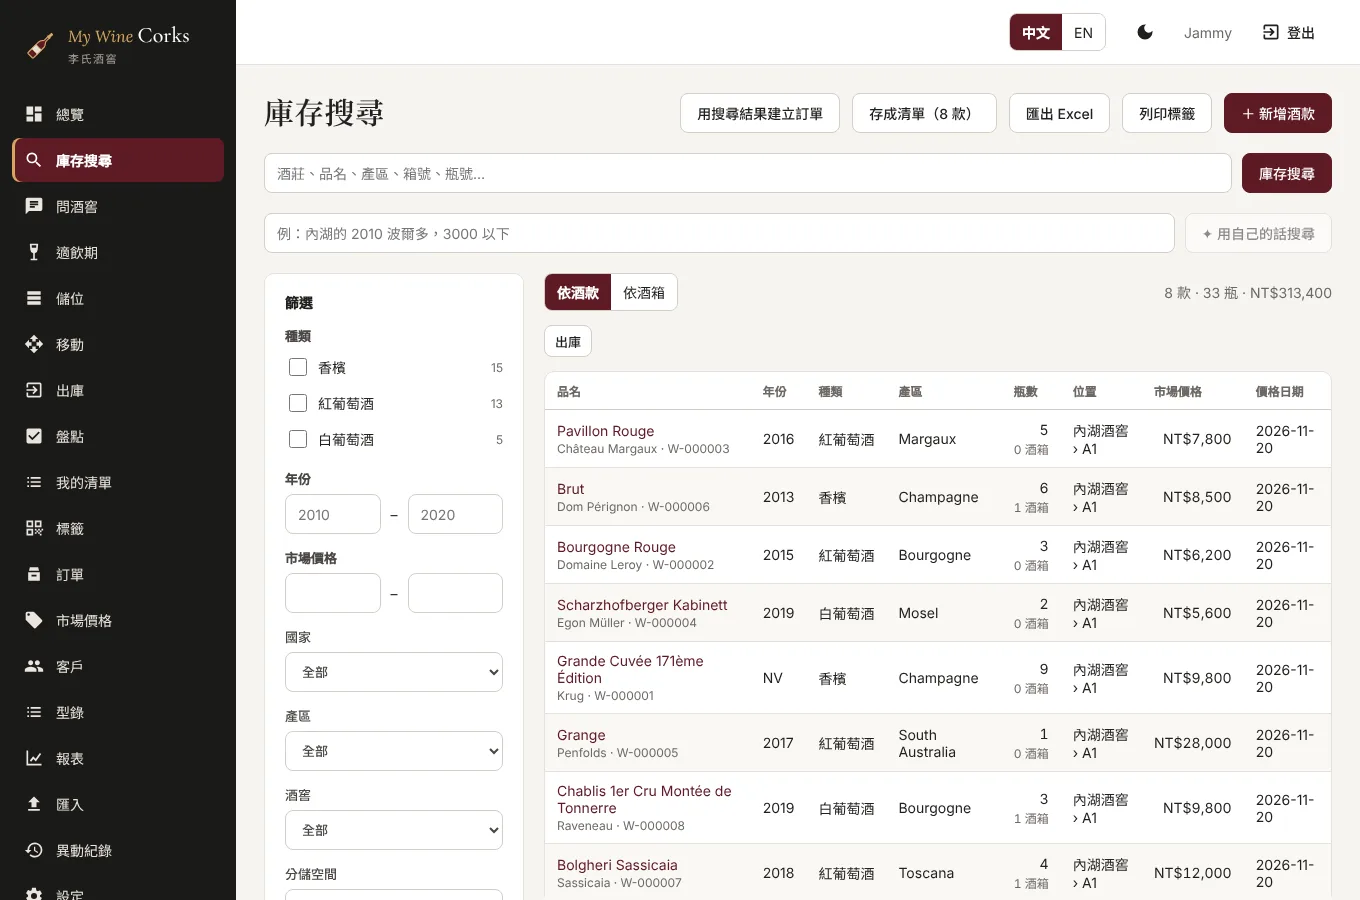 My Wine Corks
李氏酒窖
中文 EN Jammy 登出
總覽
庫存搜尋
問酒窖
適飲期
儲位
移動
出庫
盤點
我的清單
標籤
訂單
市場價格
客戶
型錄
報表
匯入
異動紀錄
設定
庫存搜尋
用搜尋結果建立訂單 存成清單（8 款） 匯出 Excel 列印標籤 ＋ 新增酒款
酒莊、品名、產區、箱號、瓶號... 庫存搜尋
例：內湖的 2010 波爾多，3000 以下 ✦ 用自己的話搜尋
篩選
種類
香檳 15
紅葡萄酒 13
白葡萄酒 5
年份
2010 – 2020
市場價格
–
國家
全部
產區
全部
酒窖
全部
分儲空間
依酒款 依酒箱 8 款 · 33 瓶 · NT$313,400
出庫
品名 年份 種類 產區 瓶數 位置 市場價格 價格日期
Pavillon Rouge 2016 紅葡萄酒 Margaux 5 內湖酒窖 NT$7,800 2026-11-
Château Margaux · W-000003 0 酒箱 › A1 20
Brut 2013 香檳 Champagne 6 內湖酒窖 NT$8,500 2026-11-
Dom Pérignon · W-000006 1 酒箱 › A1 20
Bourgogne Rouge 2015 紅葡萄酒 Bourgogne 3 內湖酒窖 NT$6,200 2026-11-
Domaine Leroy · W-000002 0 酒箱 › A1 20
Scharzhofberger Kabinett 2019 白葡萄酒 Mosel 2 內湖酒窖 NT$5,600 2026-11-
Egon Müller · W-000004 0 酒箱 › A1 20
Grande Cuvée 171ème
Édition NV 香檳 Champagne 9 內湖酒窖 NT$9,800 2026-11-
Krug · W-000001 0 酒箱 › A1 20
Grange 2017 紅葡萄酒 South 1 內湖酒窖 NT$28,000 2026-11-
Penfolds · W-000005 Australia 0 酒箱 › A1 20
Chablis 1er Cru Montée de
Tonnerre 2019 白葡萄酒 Bourgogne 3 內湖酒窖 NT$9,800 2026-11-
Raveneau · W-000008 1 酒箱 › A1 20
Bolgheri Sassicaia 2018 紅葡萄酒 Toscana 4 內湖酒窖 NT$12,000 2026-11-
Sassicaia · W-000007 1 酒箱 › A1 20